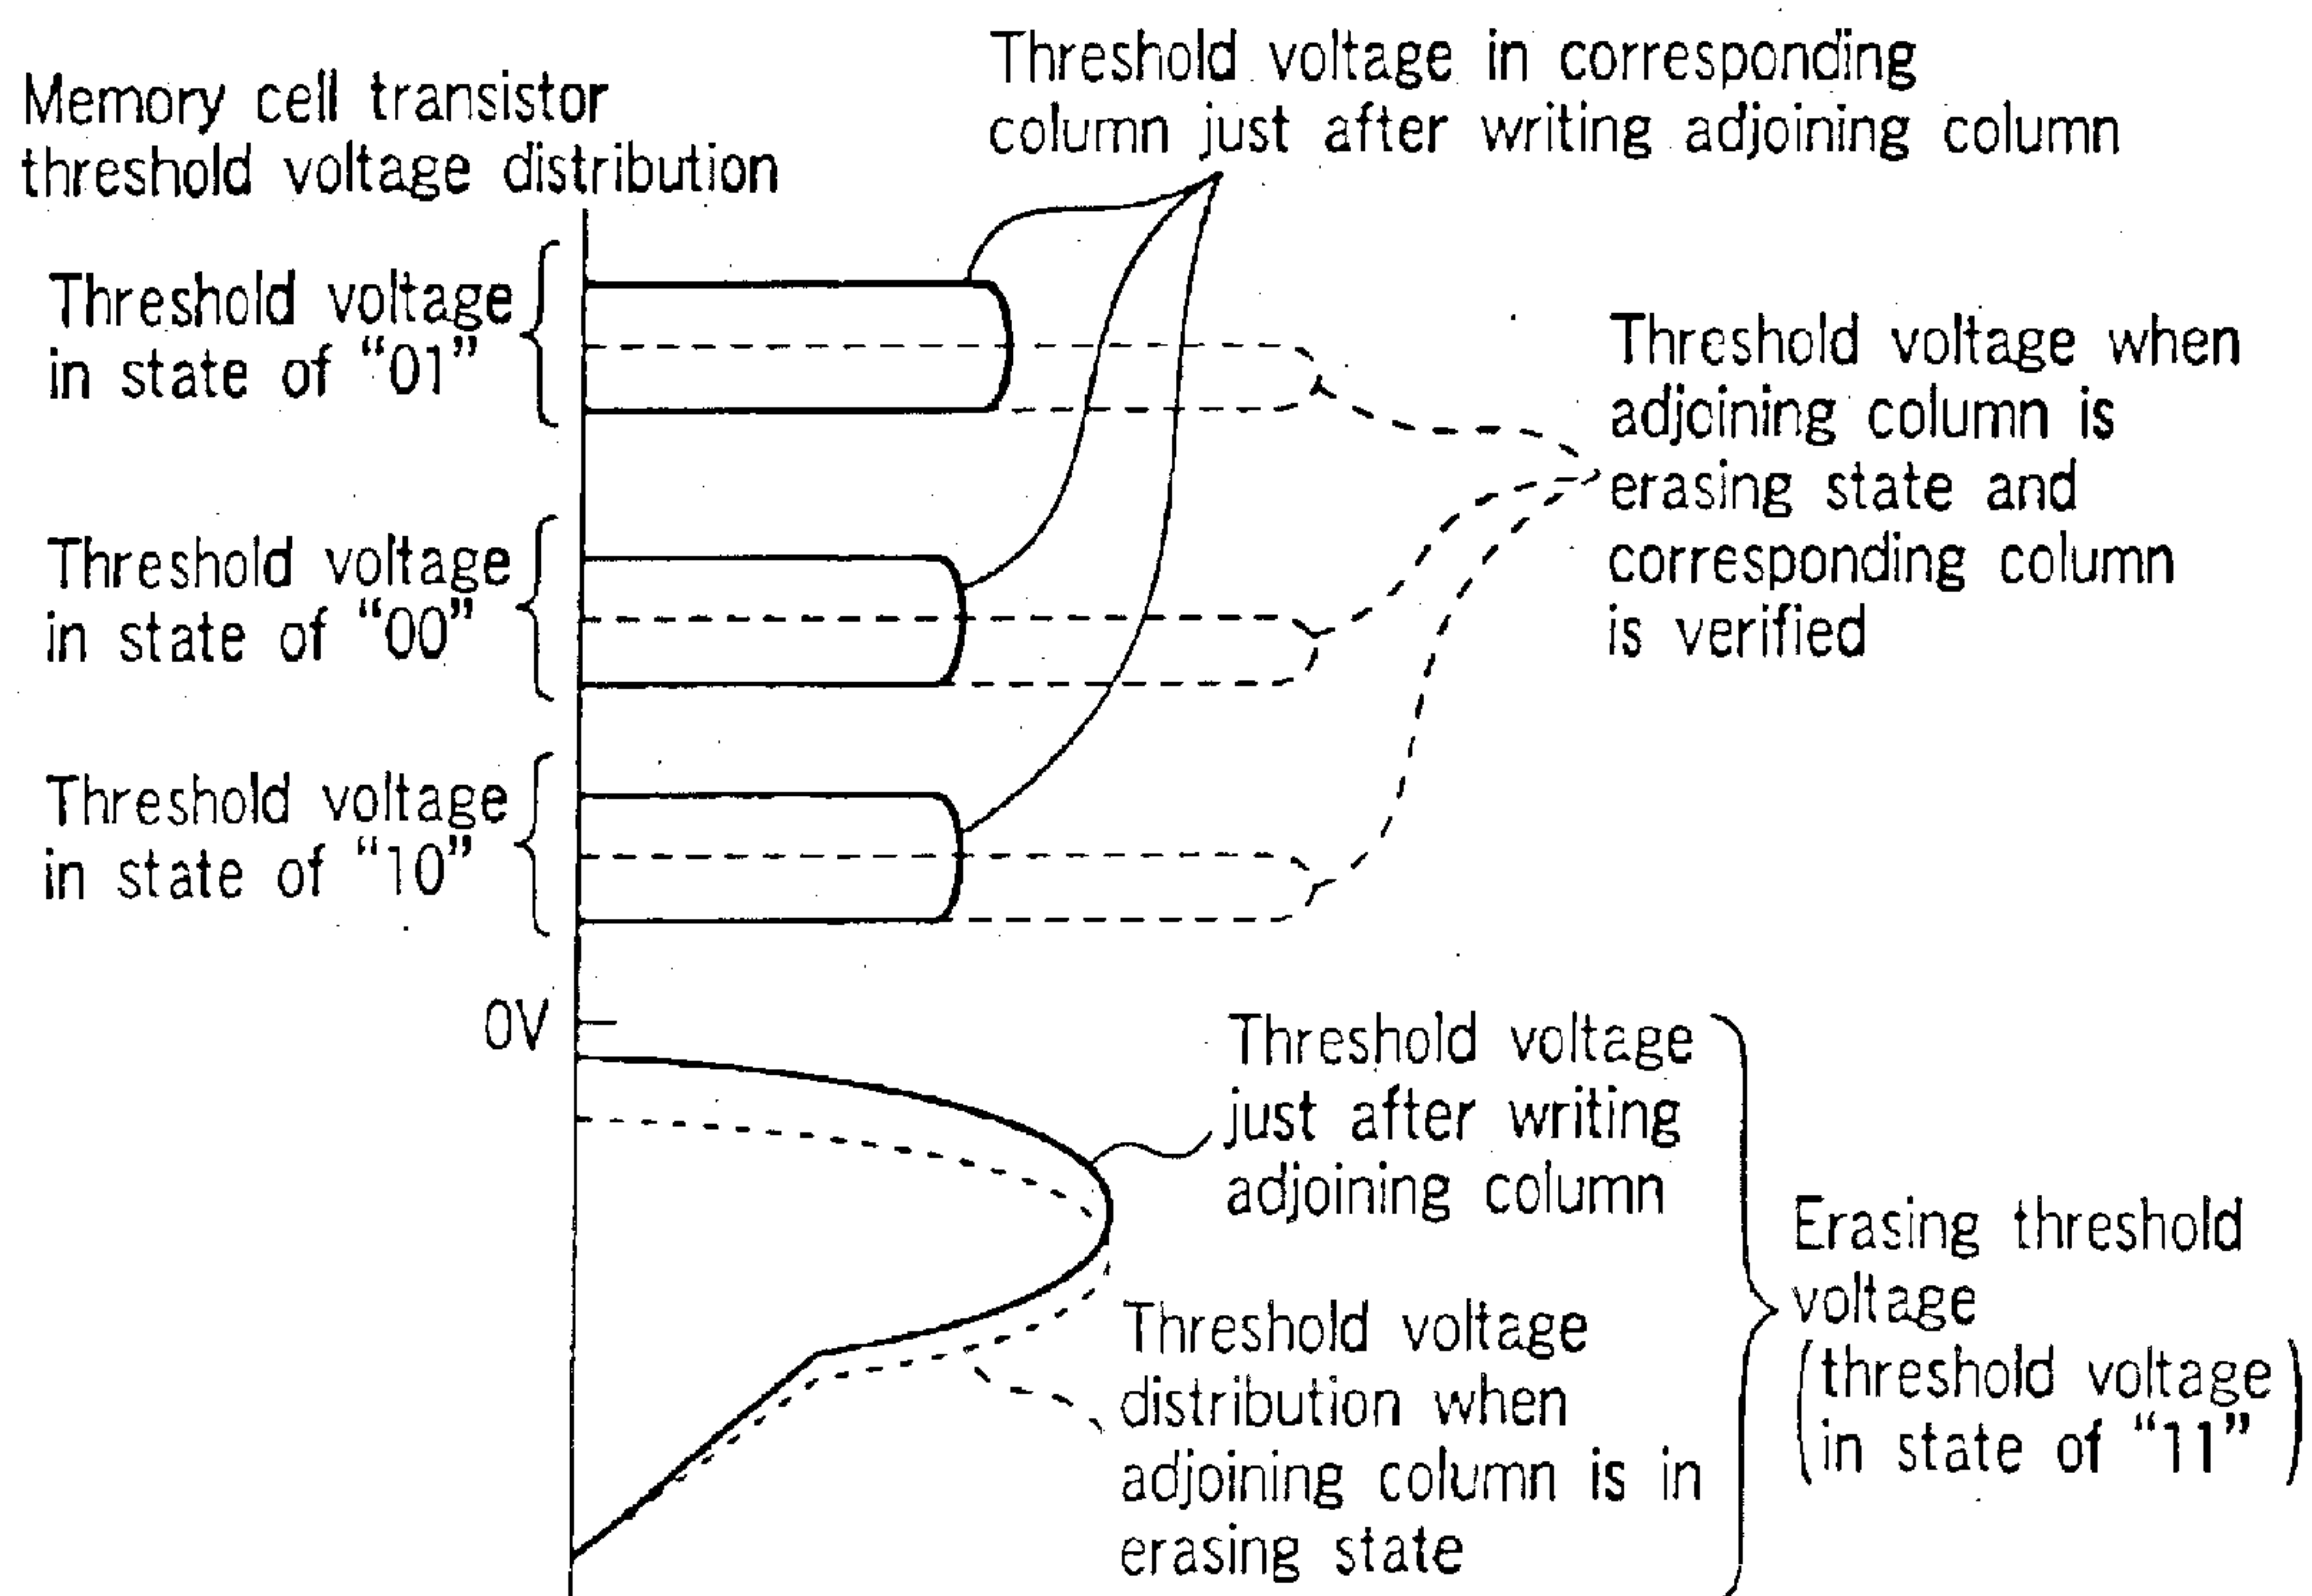 Memory cell transistor
threshold voltage distribution
Threshold voltage in corresponding
column just after writing adjoining column
Threshold voltage
in state of “01”
Threshold voltage when
adjoining column is
erasing state and
corresponding column
is verified
Threshold voltage
in state of “00”
Threshold voltage
in state of “10”
0V
Threshold voltage
just after writing
adjoining column
Threshold voltage
distribution when
adjoining column is in
erasing state
Erasing threshold
voltage
(threshold voltage
in state of “11”)